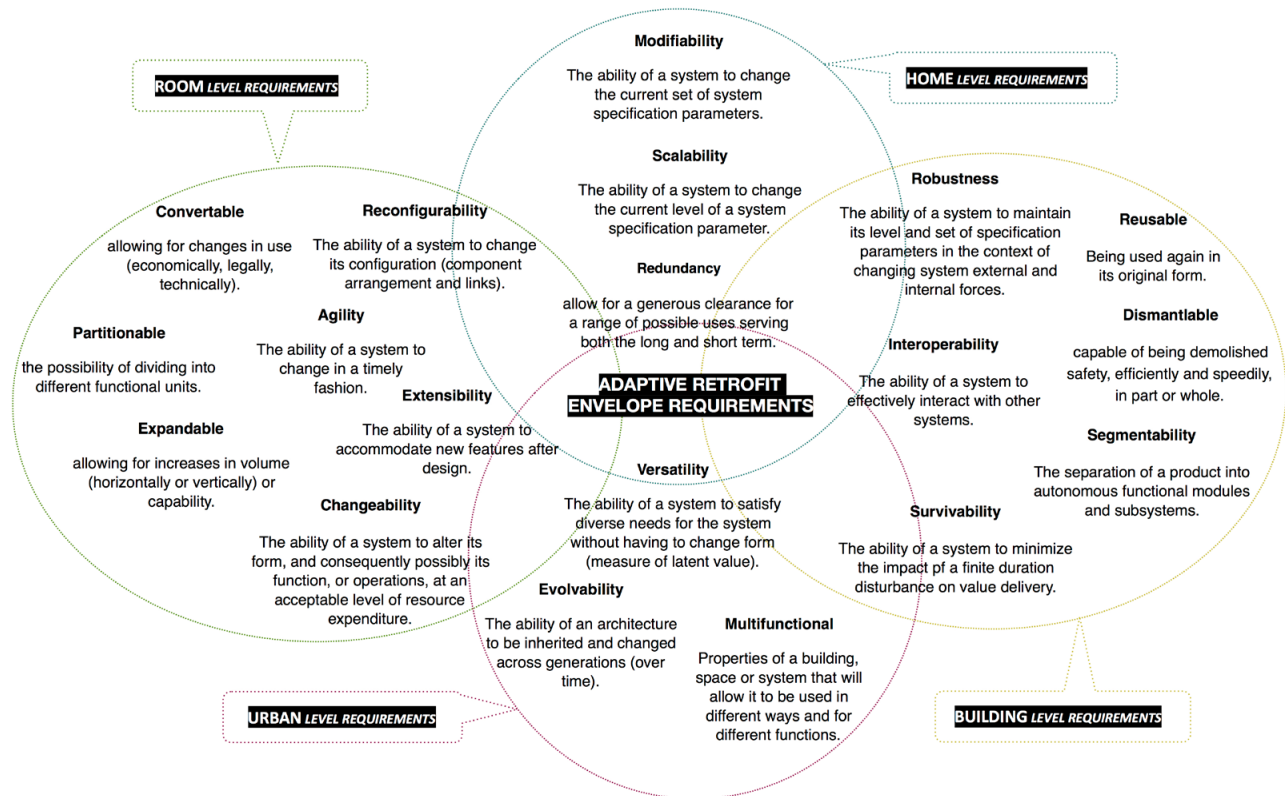 ROOM LEVEL REQUIREMENTS
HOME LEVEL REQUIREMENTS
Modifiability
The ability of a system to change
the current set of system
specification parameters.
Scalability
The ability of a system to change
the current level of a system
specification parameter.
Redundancy
allow for a generous clearance for
a range of possible uses serving
both the long and short term.
Convertable
allowing for changes in use
(economically, legally,
technically).
Reconfigurability
The ability of a system to change
its configuration (component
arrangement and links).
Partitionable
the possibility of dividing into
different functional units.
Agility
The ability of a system to
change in a timely
fashion.
Expandable
allowing for increases in volume
(horizontally or vertically) or
capability.
Extensibility
The ability of a system to
accommodate new features after
design.
Changeability
The ability of a system to alter its
form, and consequently possibly its
function, or operations, at an
acceptable level of resource
expenditure.
ADAPTIVE RETROFIT
ENVELOPE REQUIREMENTS
Robustness
The ability of a system to maintain
its level and set of specification
parameters in the context of
changing system external and
internal forces.
Reusable
Being used again in
its original form.
Interoperability
The ability of a system to
effectively interact with other
systems.
Dismantlable
capable of being demolished
safety, efficiently and speedily,
in part or whole.
Segmentability
The separation of a product into
autonomous functional modules
and subsystems.
Survivability
The ability of a system to minimize
the impact pf a finite duration
disturbance on value delivery.
Versatility
The ability of a system to satisfy
diverse needs for the system
without having to change form
(measure of latent value).
Evolvability
The ability of an architecture
to be inherited and changed
across generations (over
time).
Multifunctional
Properties of a building,
space or system that will
allow it to be used in
different ways and for
different functions.
URBAN LEVEL REQUIREMENTS
BUILDING LEVEL REQUIREMENTS